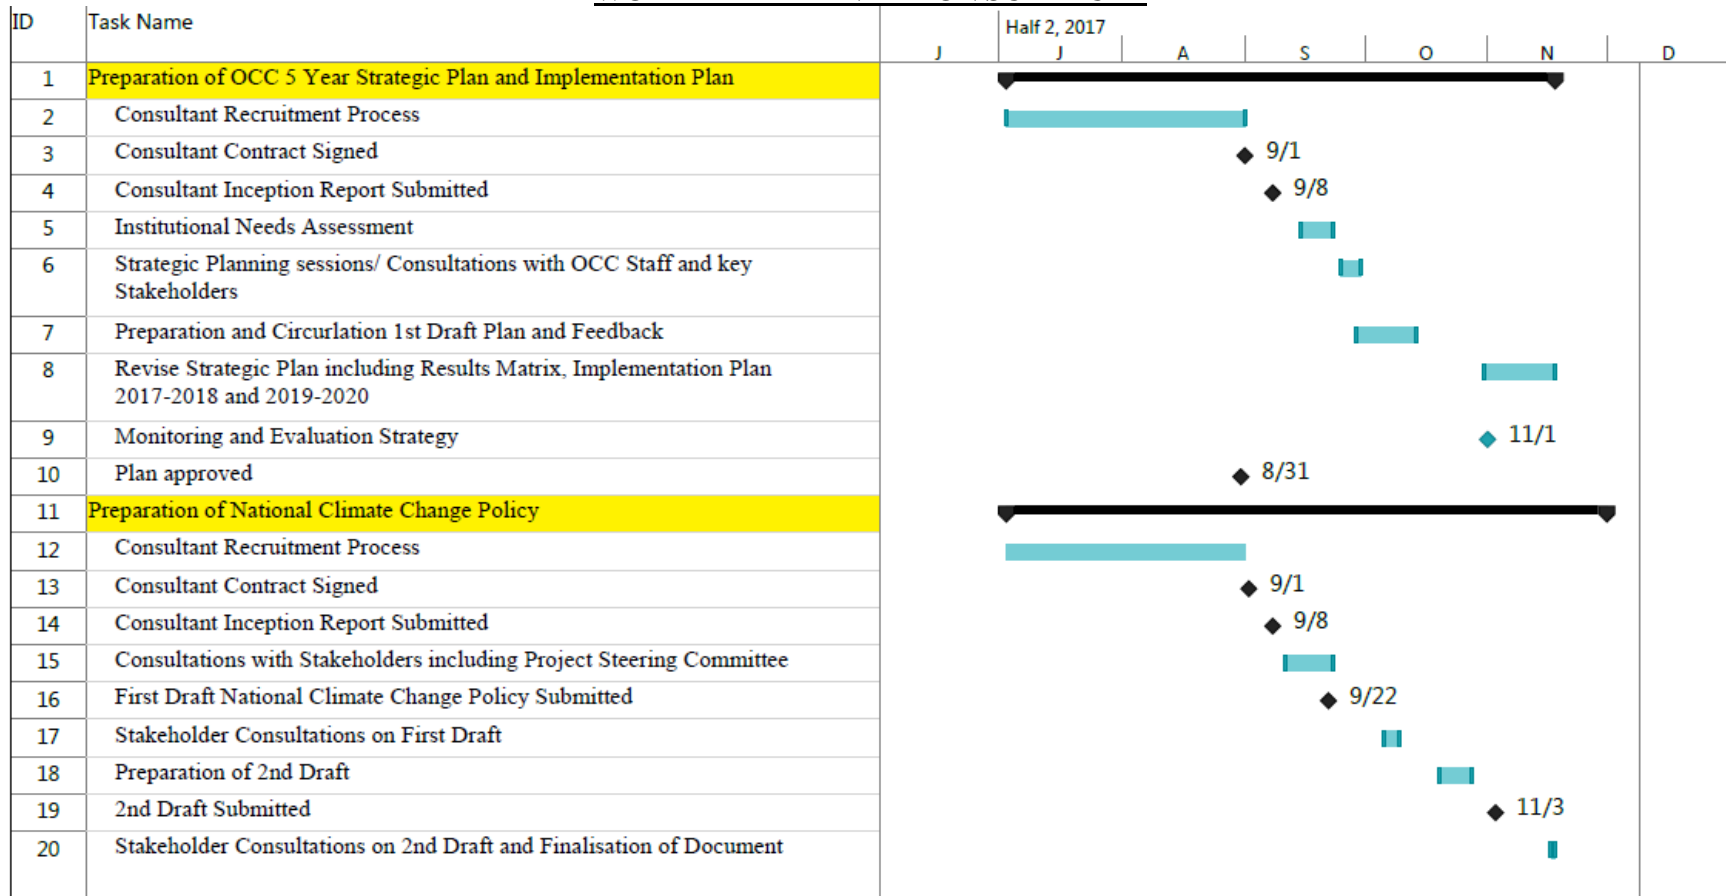 ID Task Name Half 2, 2017
J J A S O N D
1 Preparation of OCC 5 Year Strategic Plan and Implementation Plan
2 Consultant Recruitment Process
3 Consultant Contract Signed 9/1
4 Consultant Inception Report Submitted 9/8
5 Institutional Needs Assessment
6 Strategic Planning sessions/ Consultations with OCC Staff and key
Stakeholders
7 Preparation and Circurlation 1st Draft Plan and Feedback
8 Revise Strategic Plan including Results Matrix, Implementation Plan
2017-2018 and 2019-2020
9 Monitoring and Evaluation Strategy 11/1
10 Plan approved 8/31
11 Preparation of National Climate Change Policy
12 Consultant Recruitment Process
13 Consultant Contract Signed 9/1
14 Consultant Inception Report Submitted 9/8
15 Consultations with Stakeholders including Project Steering Committee
16 First Draft National Climate Change Policy Submitted 9/22
17 Stakeholder Consultations on First Draft
18 Preparation of 2nd Draft
19 2nd Draft Submitted 11/3
20 Stakeholder Consultations on 2nd Draft and Finalisation of Document